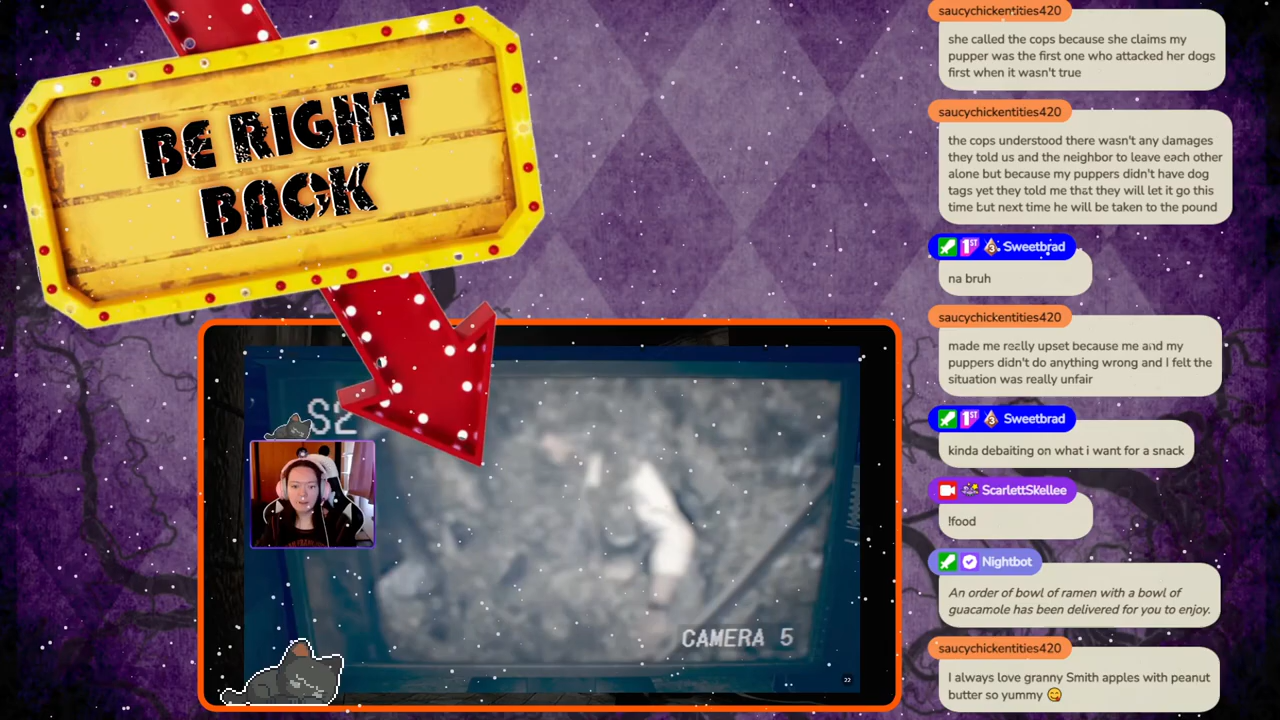 BE RIGHT
BACK
S2
CAMERA 5
22
saucychickentities420
she called the cops because she claims my
pupper was the first one who attacked her dogs
first when it wasn't true
saucychickentities420
the cops understood there wasn't any damages
they told us and the neighbor to leave each other
alone but because my puppers didn't have dog
tags yet they told me that they will let it go this
time but next time he will be taken to the pound
1ST 3 Sweetbrad
na bruh
saucychickentities420
made me really upset because me and my
puppers didn't do anything wrong and I felt the
situation was really unfair
1ST 3 Sweetbrad
kinda debaiting on what i want for a snack
ScarlettSkellee
!food
Nightbot
An order of bowl of ramen with a bowl of
guacamole has been delivered for you to enjoy.
saucychickentities420
I always love granny Smith apples with peanut
butter so yummy 😋